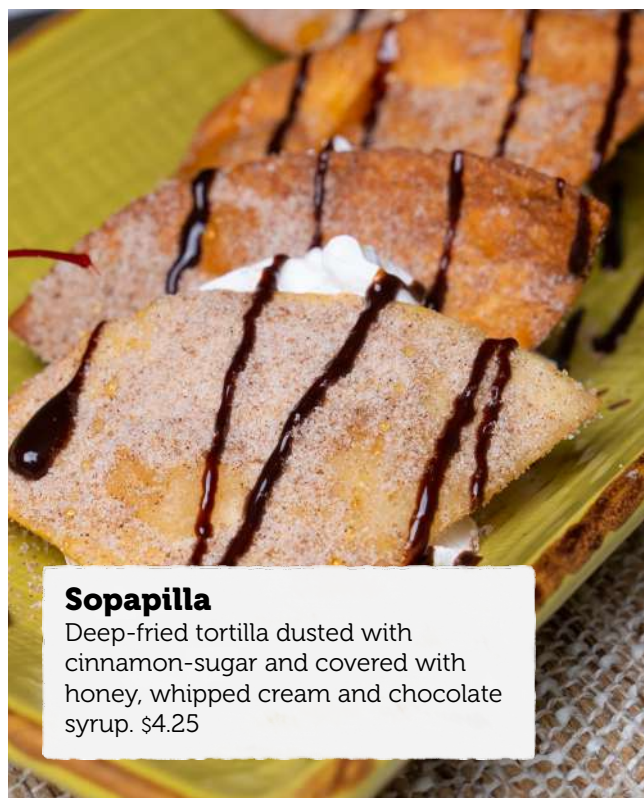 Sopapilla
Deep-fried tortilla dusted with
cinnamon-sugar and covered with
honey, whipped cream and chocolate
syrup. $4.25